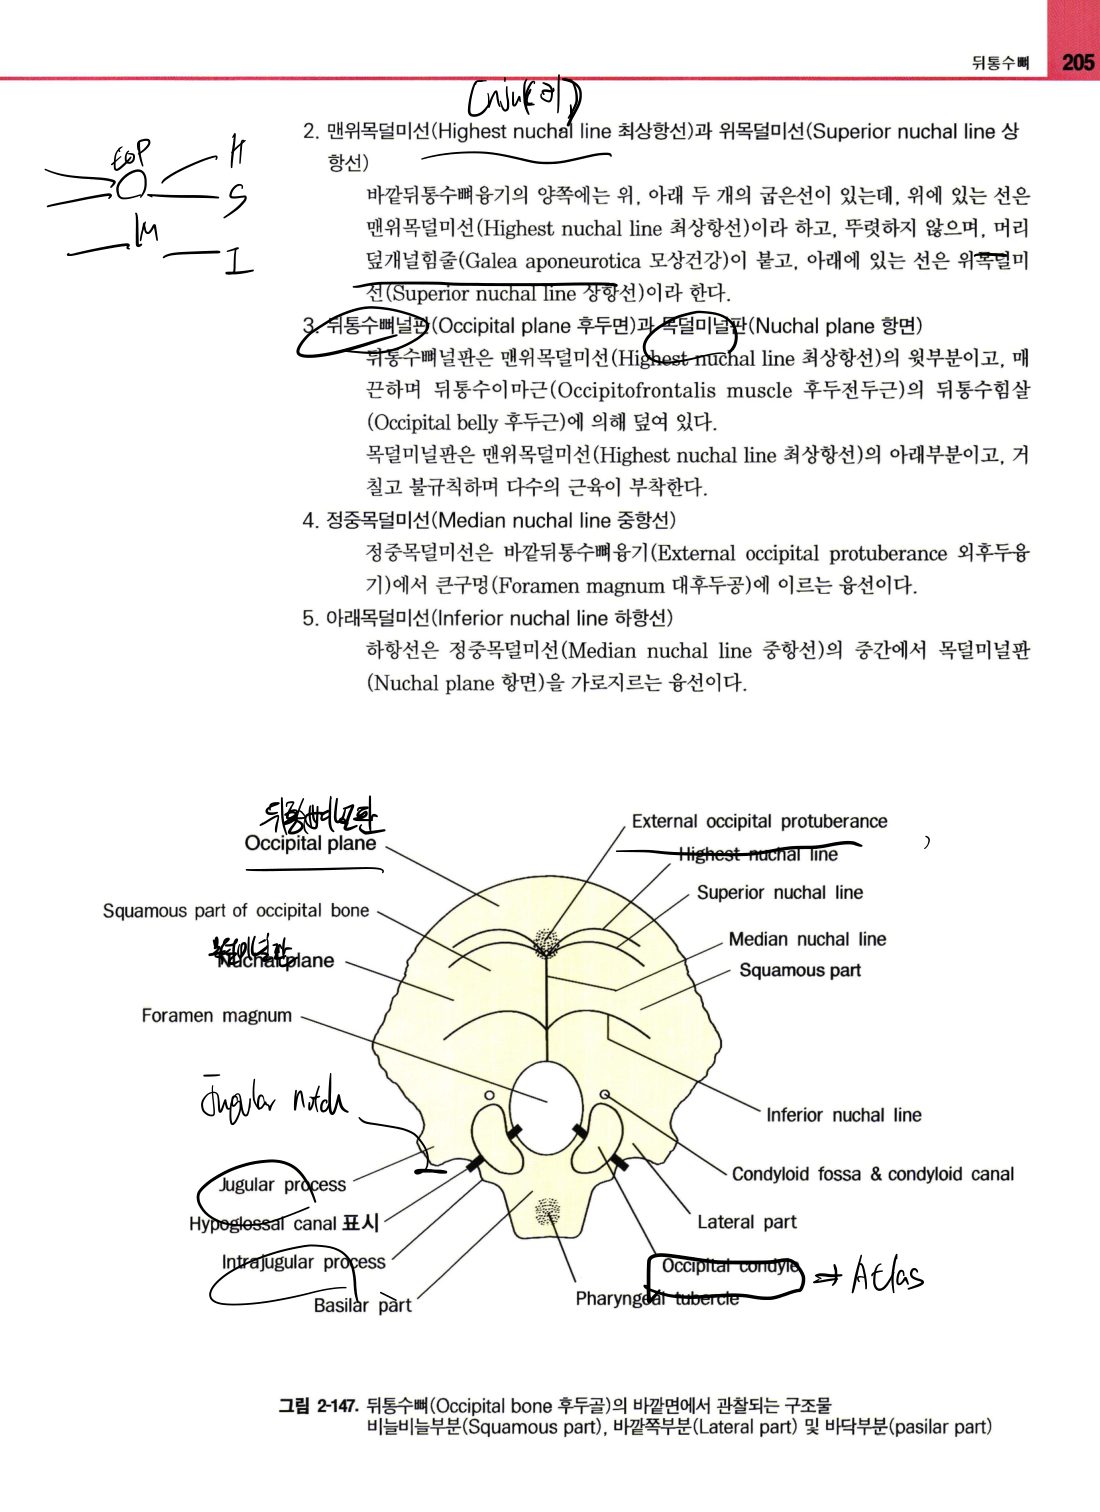 뒤통수뼈 205
2. 맨위목덜미선(Highest nuchal line 최상항선)과 위목덜미선(Superior nuchal line 상
항선)
바깥뒤통수뼈융기의 양쪽에는 위, 아래 두 개의 굽은선이 있는데, 위에 있는 선은
맨위목덜미선(Highest nuchal line 최상항선)이라 하고, 뚜렷하지 않으며, 머리
덮개널힘줄(Galea aponeurotica 모상건강)이 붙고, 아래에 있는 선은 위목덜미
선(Superior nuchal line 상항선)이라 한다.
3. 뒤통수뼈널판(Occipital plane 후두면)과 목덜미널판(Nuchal plane 항면)
뒤통수뼈널판은 맨위목덜미선(Highest nuchal line 최상항선)의 윗부분이고, 매
끈하며 뒤통수이마근(Occipitofrontalis muscle 후두전두근)의 뒤통수힘살
(Occipital belly 후두근)에 의해 덮여 있다.
목덜미널판은 맨위목덜미선(Highest nuchal line 최상항선)의 아래부분이고, 거
칠고 불규칙하며 다수의 근육이 부착한다.
4. 정중목덜미선(Median nuchal line 중항선)
정중목덜미선은 바깥뒤통수뼈융기(External occipital protuberance 외후두융
기)에서 큰구멍(Foramen magnum 대후두공)에 이르는 융선이다.
5. 아래목덜미선(Inferior nuchal line 하항선)
하항선은 정중목덜미선(Median nuchal line 중항선)의 중간에서 목덜미널판
(Nuchal plane 항면)을 가로지르는 융선이다.
EOP
H
S
M
I
Occipital plane
Squamous part of occipital bone
Nuchal plane
Foramen magnum
Jugular notch
Jugular process
Hypoglossal canal 표시
Intrajugular process
Basilar part
External occipital protuberance
Highest nuchal line
Superior nuchal line
Median nuchal line
Squamous part
Inferior nuchal line
Condyloid fossa & condyloid canal
Lateral part
Occipital condyle ⇒ Atlas
Pharyngeal tubercle
그림 2-147. 뒤통수뼈(Occipital bone 후두골)의 바깥면에서 관찰되는 구조물
비늘비늘부분(Squamous part), 바깥쪽부분(Lateral part) 및 바닥부분(pasilar part)